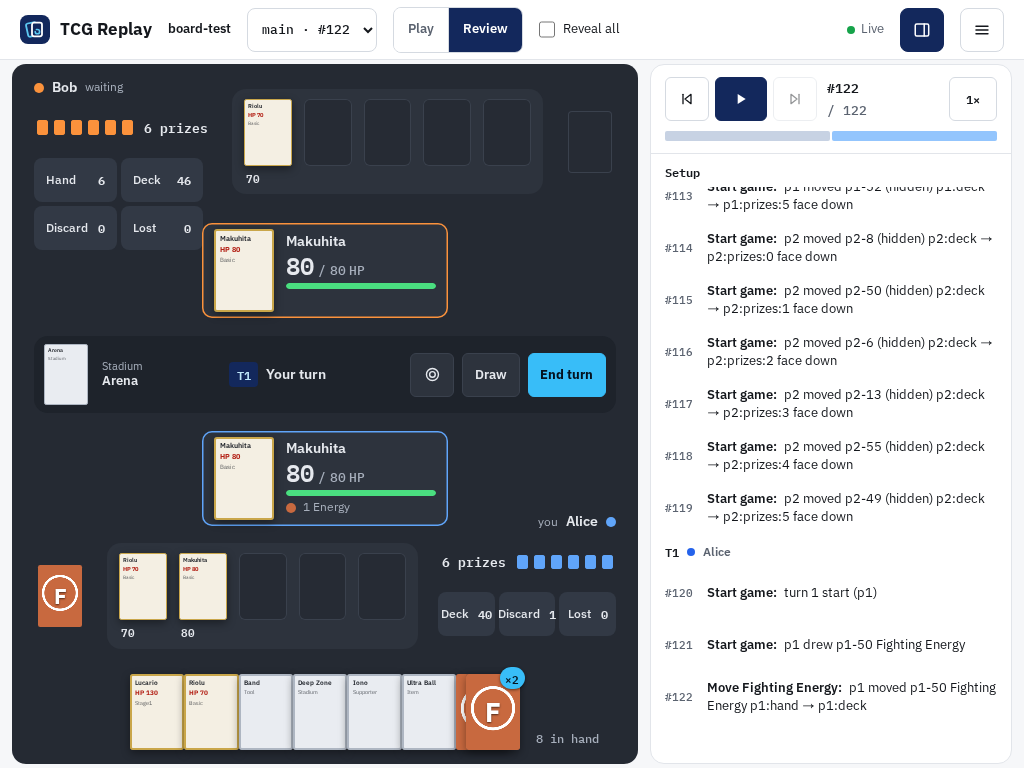 TCG Replay
board-test
main · #122
Play
Review
Reveal all
Live
Bob waiting
6 prizes
Hand 6
Deck 46
Discard 0
Lost 0
Riolu
HP 70
Basic
70
Makuhita
HP 80
Basic
Makuhita
80 / 80 HP
Arena
Stadium
Stadium
Arena
T1 Your turn
Draw
End turn
Makuhita
HP 80
Basic
Makuhita
80 / 80 HP
1 Energy
you Alice
6 prizes
Deck 40
Discard 1
Lost 0
F
Riolu
HP 70
Basic
70
Makuhita
HP 80
Basic
80
Lucario
HP 130
Stage1
Riolu
HP 70
Basic
Band
Tool
Deep Zone
Stadium
Iono
Supporter
Ultra Ball
Item
F
×2
8 in hand
#122
/ 122
1×
Setup
#113 Start game: p1 moved p1-52 (hidden) p1:deck
→ p1:prizes:5 face down
#114 Start game: p2 moved p2-8 (hidden) p2:deck →
p2:prizes:0 face down
#115 Start game: p2 moved p2-50 (hidden) p2:deck
→ p2:prizes:1 face down
#116 Start game: p2 moved p2-6 (hidden) p2:deck →
p2:prizes:2 face down
#117 Start game: p2 moved p2-13 (hidden) p2:deck
→ p2:prizes:3 face down
#118 Start game: p2 moved p2-55 (hidden) p2:deck
→ p2:prizes:4 face down
#119 Start game: p2 moved p2-49 (hidden) p2:deck
→ p2:prizes:5 face down
T1 Alice
#120 Start game: turn 1 start (p1)
#121 Start game: p1 drew p1-50 Fighting Energy
#122 Move Fighting Energy: p1 moved p1-50 Fighting
Energy p1:hand → p1:deck